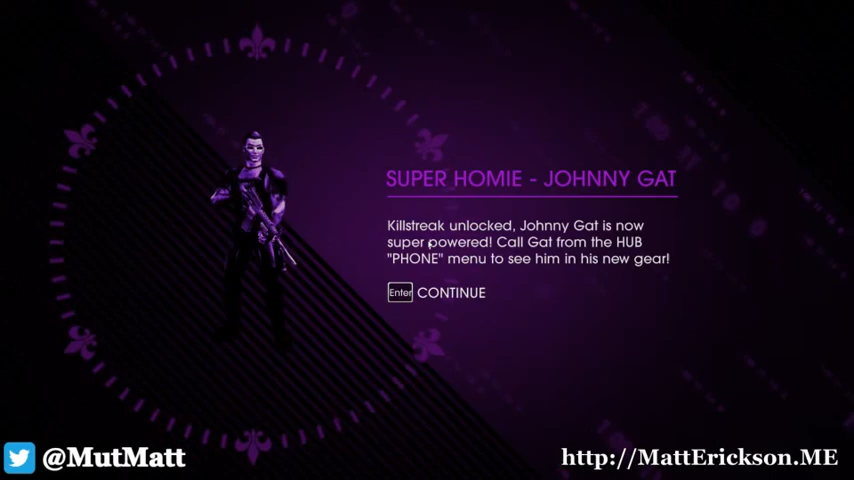 SUPER HOMIE - JOHNNY GAT
Killstreak unlocked, Johnny Gat is now
super powered! Call Gat from the HUB
"PHONE" menu to see him in his new gear!
Enter CONTINUE
@MutMatt
http://MattErickson.ME